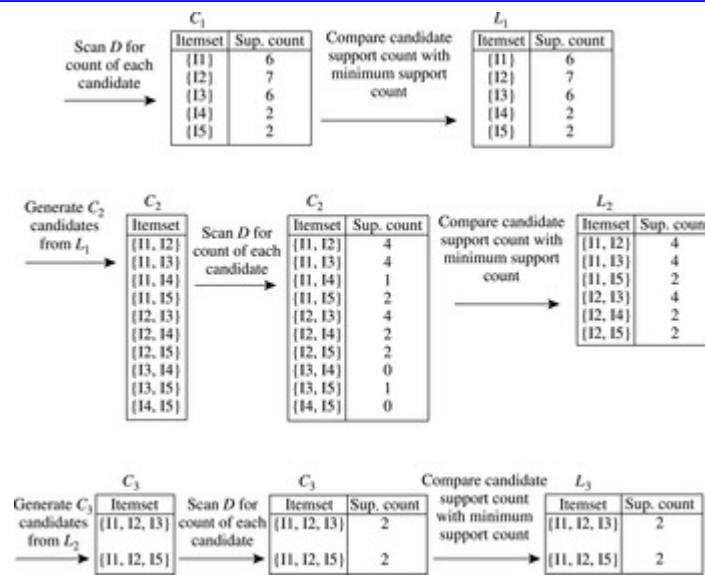 C₁
L₁
Scan D for
count of each
candidate
Itemset Sup. count
{I1} 6
{I2} 7
{I3} 6
{I4} 2
{I5} 2
Compare candidate
support count with
minimum support
count
Itemset Sup. count
{I1} 6
{I2} 7
{I3} 6
{I4} 2
{I5} 2
Generate C₂
candidates
from L₁
C₂
Itemset
{I1, I2}
{I1, I3}
{I1, I4}
{I1, I5}
{I2, I3}
{I2, I4}
{I2, I5}
{I3, I4}
{I3, I5}
{I4, I5}
Scan D for
count of each
candidate
C₂
Itemset Sup. count
{I1, I2} 4
{I1, I3} 4
{I1, I4} 1
{I1, I5} 2
{I2, I3} 4
{I2, I4} 2
{I2, I5} 2
{I3, I4} 0
{I3, I5} 1
{I4, I5} 0
Compare candidate
support count with
minimum support
count
L₂
Itemset Sup. count
{I1, I2} 4
{I1, I3} 4
{I1, I5} 2
{I2, I3} 4
{I2, I4} 2
{I2, I5} 2
Generate C₃
candidates
from L₂
C₃
Itemset
{I1, I2, I3}
{I1, I2, I5}
Scan D for
count of each
candidate
C₃
Itemset Sup. count
{I1, I2, I3} 2
{I1, I2, I5} 2
Compare candidate
support count
with minimum
support count
L₃
Itemset Sup. count
{I1, I2, I3} 2
{I1, I2, I5} 2